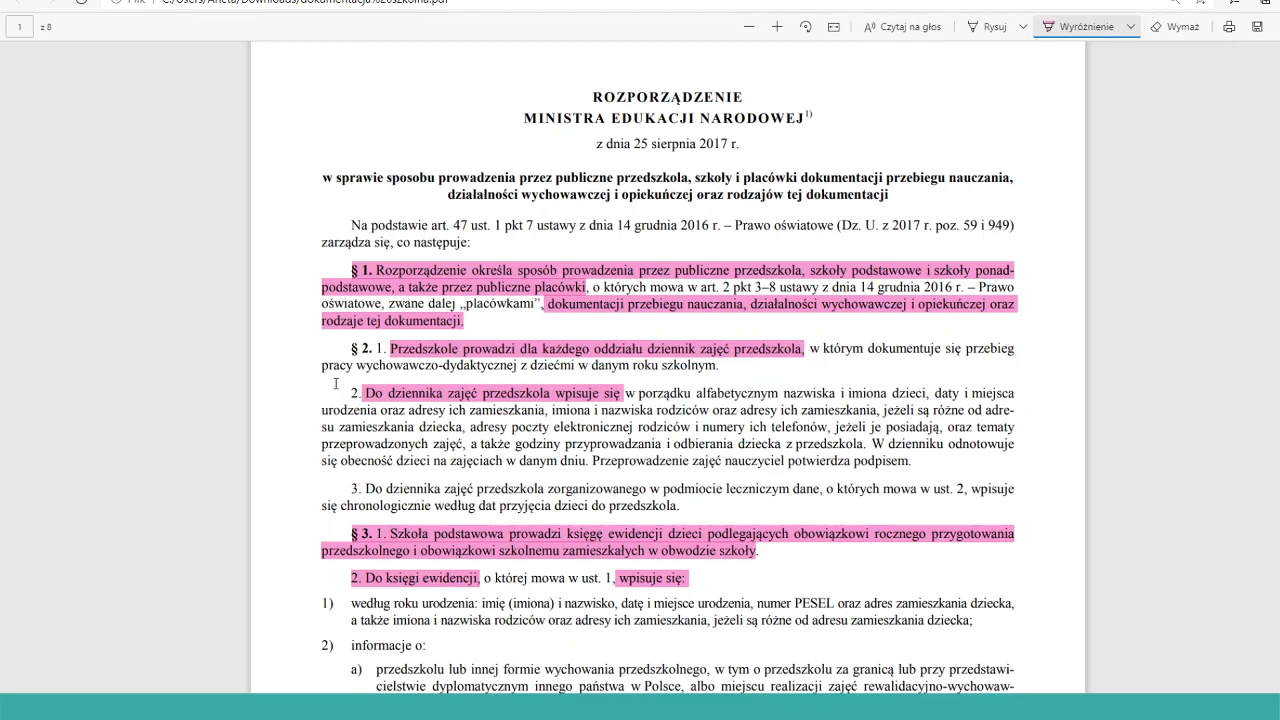 1 z 8 Czytaj na głos Rysuj Wyróżnienie Wymaż
ROZPORZĄDZENIE
MINISTRA EDUKACJI NARODOWEJ1)
z dnia 25 sierpnia 2017 r.
w sprawie sposobu prowadzenia przez publiczne przedszkola, szkoły i placówki dokumentacji przebiegu nauczania,
działalności wychowawczej i opiekuńczej oraz rodzajów tej dokumentacji
Na podstawie art. 47 ust. 1 pkt 7 ustawy z dnia 14 grudnia 2016 r. – Prawo oświatowe (Dz. U. z 2017 r. poz. 59 i 949)
zarządza się, co następuje:
§ 1. Rozporządzenie określa sposób prowadzenia przez publiczne przedszkola, szkoły podstawowe i szkoły ponad-
podstawowe, a także przez publiczne placówki, o których mowa w art. 2 pkt 3–8 ustawy z dnia 14 grudnia 2016 r. – Prawo
oświatowe, zwane dalej „placówkami”, dokumentacji przebiegu nauczania, działalności wychowawczej i opiekuńczej oraz
rodzaje tej dokumentacji.
§ 2. 1. Przedszkole prowadzi dla każdego oddziału dziennik zajęć przedszkola, w którym dokumentuje się przebieg
pracy wychowawczo-dydaktycznej z dziećmi w danym roku szkolnym.
2. Do dziennika zajęć przedszkola wpisuje się w porządku alfabetycznym nazwiska i imiona dzieci, daty i miejsca
urodzenia oraz adresy ich zamieszkania, imiona i nazwiska rodziców oraz adresy ich zamieszkania, jeżeli są różne od adre-
su zamieszkania dziecka, adresy poczty elektronicznej rodziców i numery ich telefonów, jeżeli je posiadają, oraz tematy
przeprowadzonych zajęć, a także godziny przyprowadzania i odbierania dziecka z przedszkola. W dzienniku odnotowuje
się obecność dzieci na zajęciach w danym dniu. Przeprowadzenie zajęć nauczyciel potwierdza podpisem.
3. Do dziennika zajęć przedszkola zorganizowanego w podmiocie leczniczym dane, o których mowa w ust. 2, wpisuje
się chronologicznie według dat przyjęcia dzieci do przedszkola.
§ 3. 1. Szkoła podstawowa prowadzi księgę ewidencji dzieci podlegających obowiązkowi rocznego przygotowania
przedszkolnego i obowiązkowi szkolnemu zamieszkałych w obwodzie szkoły.
2. Do księgi ewidencji, o której mowa w ust. 1, wpisuje się:
1) według roku urodzenia: imię (imiona) i nazwisko, datę i miejsce urodzenia, numer PESEL oraz adres zamieszkania dziecka,
a także imiona i nazwiska rodziców oraz adresy ich zamieszkania, jeżeli są różne od adresu zamieszkania dziecka;
2) informacje o:
a) przedszkolu lub innej formie wychowania przedszkolnego, w tym o przedszkolu za granicą lub przy przedstawi-
cielstwie dyplomatycznym innego państwa w Polsce, albo miejscu realizacji zajęć rewalidacyjno-wychowaw-